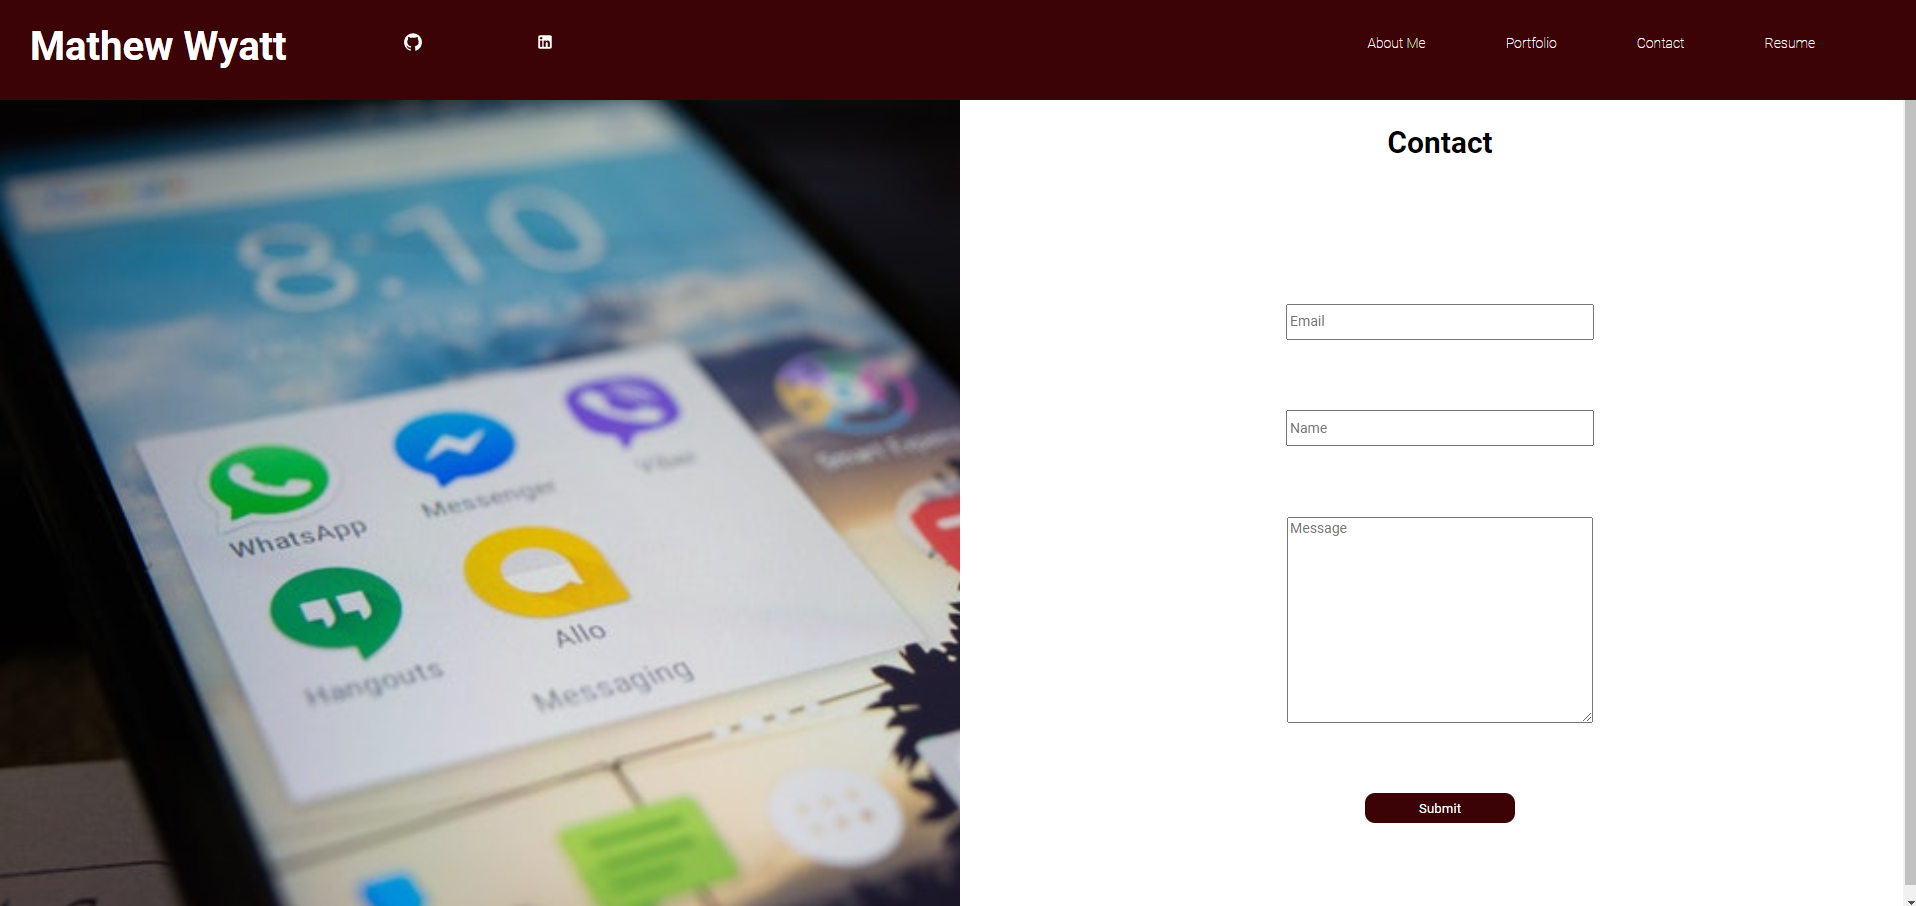 Mathew Wyatt
About Me
Portfolio
Contact
Resume
8:10
WhatsApp
Messenger
Viber
Hangouts
Allo
Messaging
Contact
Email
Name
Message
Submit